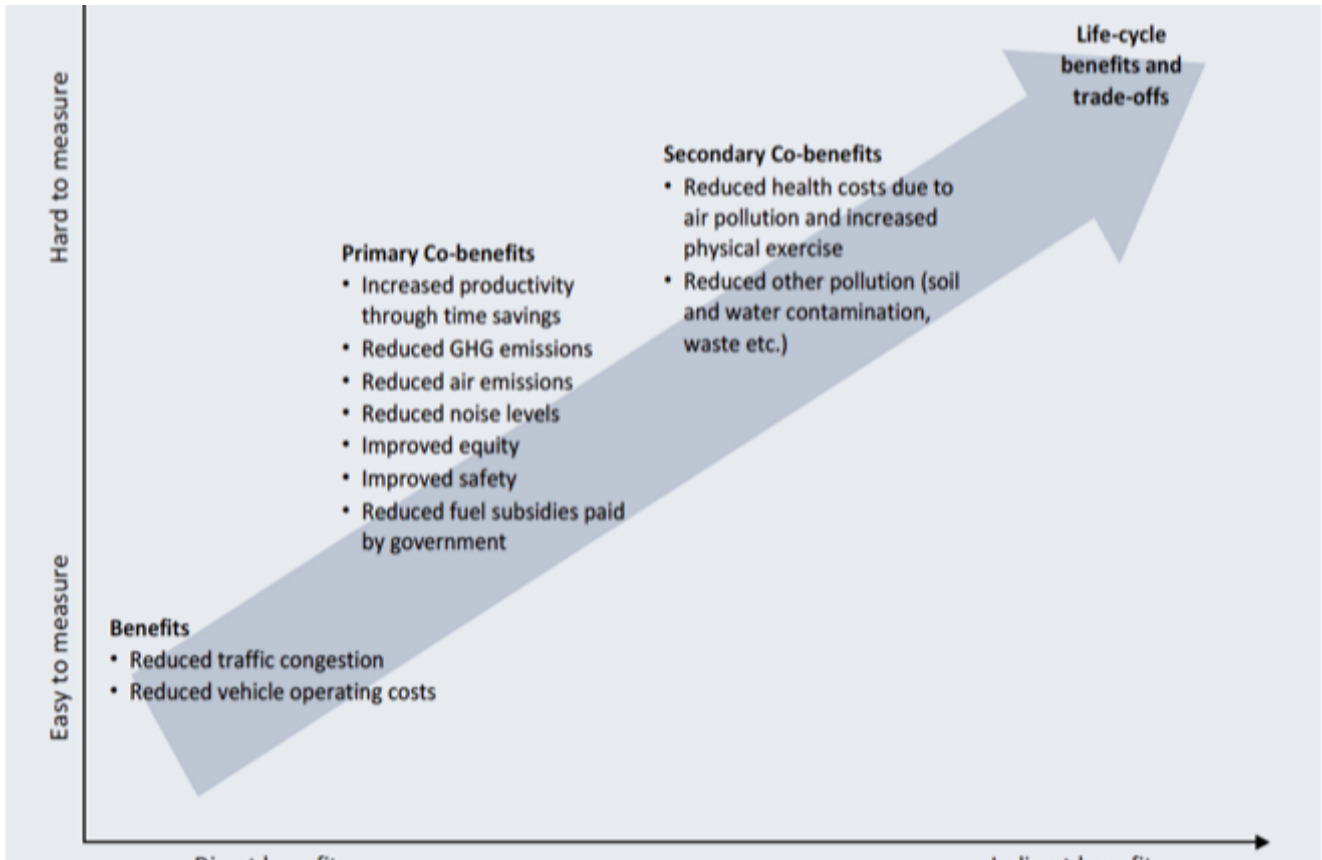 Life-cycle
benefits and
trade-offs
Hard to measure
Secondary Co-benefits
• Reduced health costs due to
air pollution and increased
physical exercise
• Reduced other pollution (soil
and water contamination,
waste etc.)
Primary Co-benefits
• Increased productivity
through time savings
• Reduced GHG emissions
• Reduced air emissions
• Reduced noise levels
• Improved equity
• Improved safety
• Reduced fuel subsidies paid
by government
Easy to measure
Benefits
• Reduced traffic congestion
• Reduced vehicle operating costs